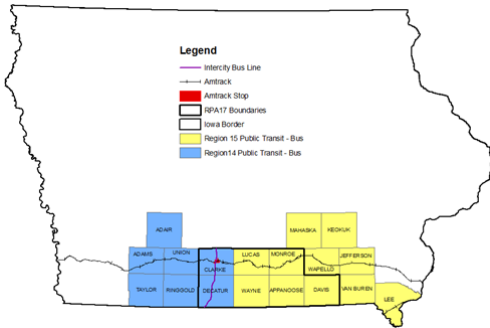 Legend
Intercity Bus Line
Amtrack
Amtrack Stop
RPA17 Boundaries
Iowa Border
Region 15 Public Transit - Bus
Region14 Public Transit - Bus
ADAIR
MAHASKA
KEOKUK
ADAMS
UNION
CLARKE
LUCAS
MONROE
WAPELLO
JEFFERSON
TAYLOR
RINGGOLD
DECATUR
WAYNE
APPANOOSE
DAVIS
VAN BUREN
LEE